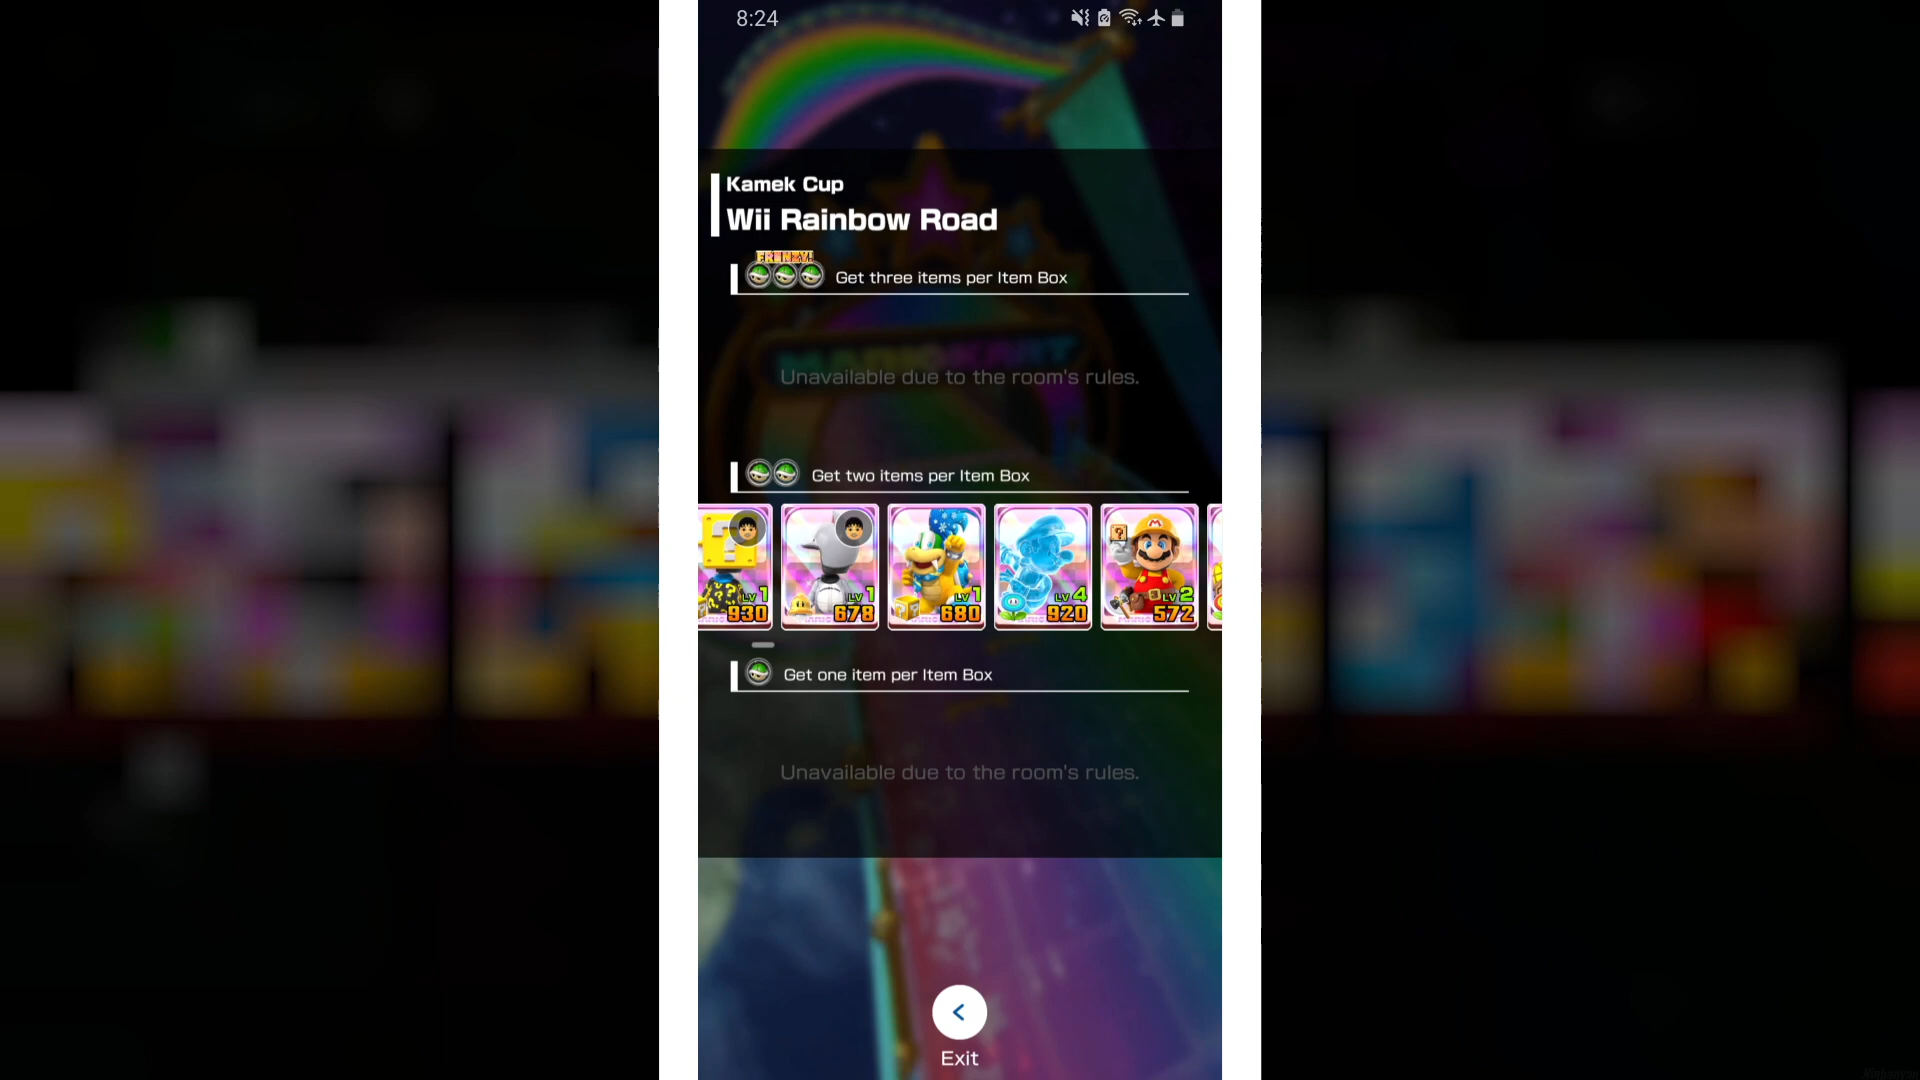 8:24
Kamek Cup
Wii Rainbow Road
FRENZY!
Get three items per Item Box
MARIO KART
Unavailable due to the room's rules.
Get two items per Item Box
LV 1
930
LV 1
678
LV 1
680
LV 4
920
LV 2
572
Get one item per Item Box
Unavailable due to the room's rules.
Exit